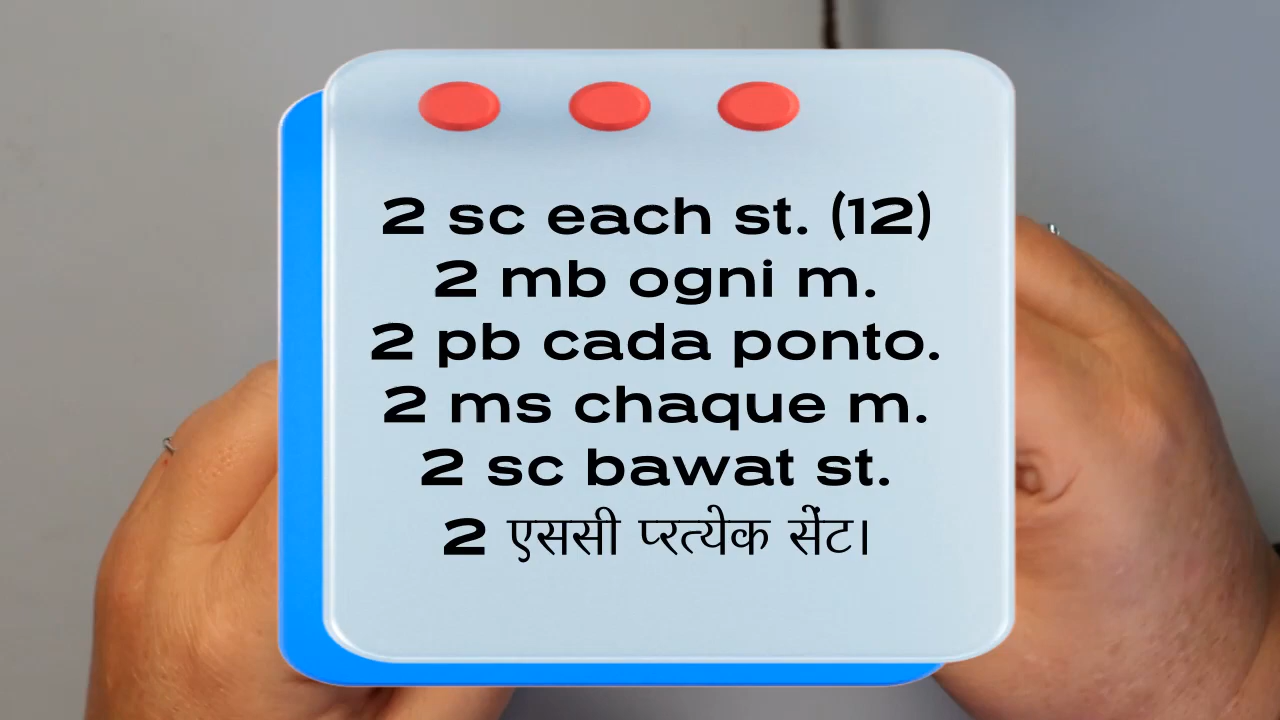 2 sc each st. (12)
2 mb ogni m.
2 pb cada ponto.
2 ms chaque m.
2 sc bawat st.
2 एससी प्रत्येक सेंट।